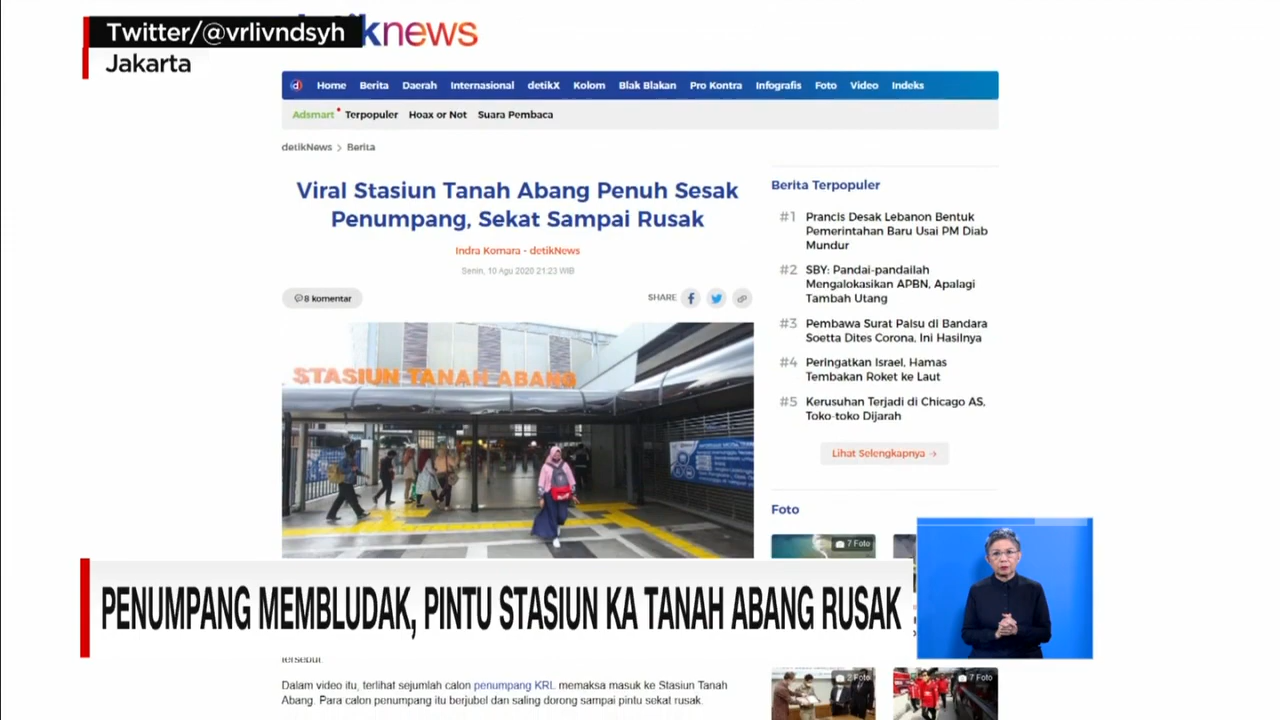 Twitter/@vrlivndsyh
knews
Jakarta
Home Berita Daerah Internasional detikX Kolom Blak Blakan Pro Kontra Infografis Foto Video Indeks
Adsmart Terpopuler Hoax or Not Suara Pembaca
detikNews > Berita
Viral Stasiun Tanah Abang Penuh Sesak
Penumpang, Sekat Sampai Rusak
Indra Komara - detikNews
Senin, 10 Agu 2020 21:23 WIB
8 komentar
SHARE
STASIUN TANAH ABANG
Berita Terpopuler
#1 Prancis Desak Lebanon Bentuk
Pemerintahan Baru Usai PM Diab
Mundur
#2 SBY: Pandai-pandailah
Mengalokasikan APBN, Apalagi
Tambah Utang
#3 Pembawa Surat Palsu di Bandara
Soetta Dites Corona, Ini Hasilnya
#4 Peringatkan Israel, Hamas
Tembakan Roket ke Laut
#5 Kerusuhan Terjadi di Chicago AS,
Toko-toko Dijarah
Lihat Selengkapnya →
Foto
7 Foto
PENUMPANG MEMBLUDAK, PINTU STASIUN KA TANAH ABANG RUSAK
tersebut.
Dalam video itu, terlihat sejumlah calon penumpang KRL memaksa masuk ke Stasiun Tanah
Abang. Para calon penumpang itu berjubel dan saling dorong sampai pintu sekat rusak.
2 Foto
7 Foto